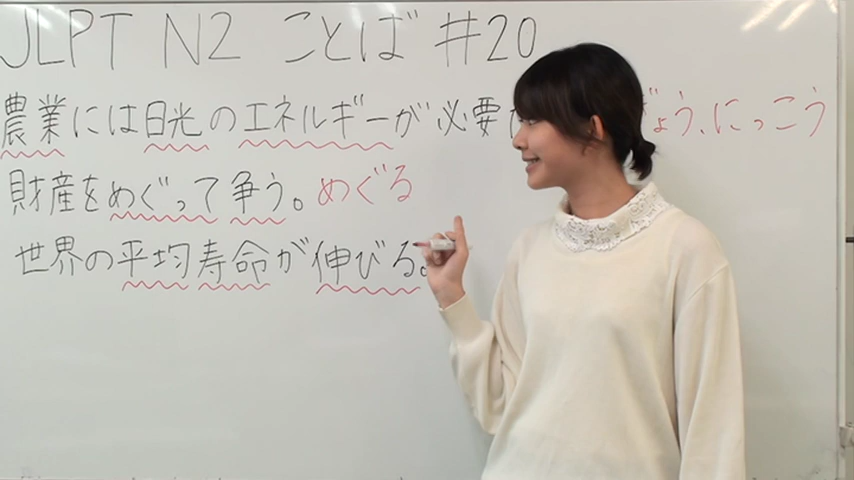 JLPT N2 ことば #20
農業には日光のエネルギーが必要 ょう、にっこう
財産をめぐって争う。めぐる
世界の平均寿命が伸びる。